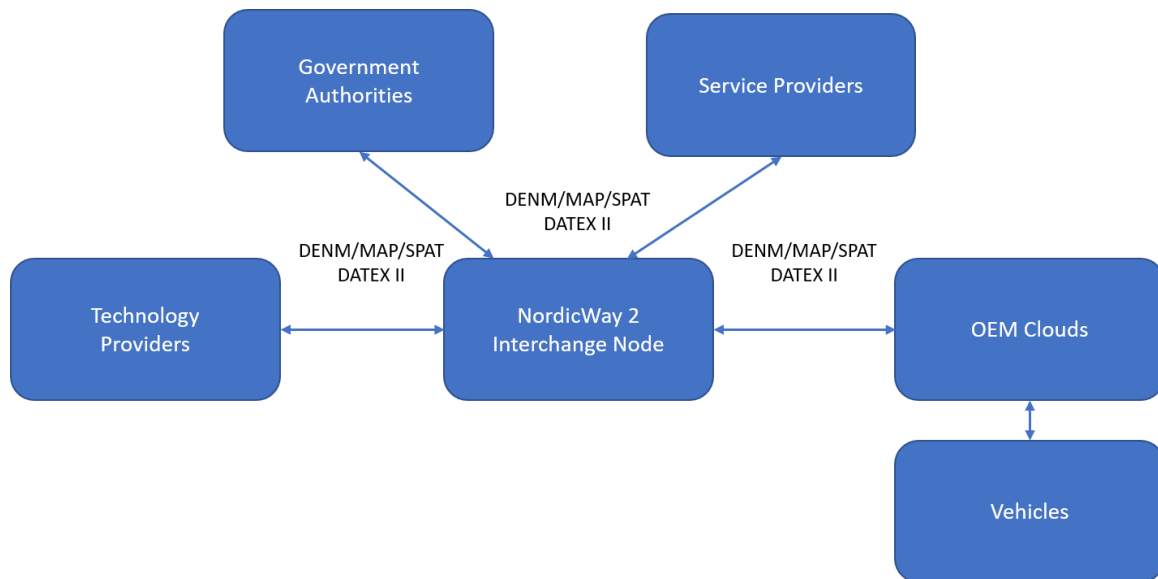 Government
Authorities
Service Providers
DENM/MAP/SPAT
DATEX II
DENM/MAP/SPAT
DATEX II
DENM/MAP/SPAT
DATEX II
Technology
Providers
NordicWay 2
Interchange Node
OEM Clouds
Vehicles